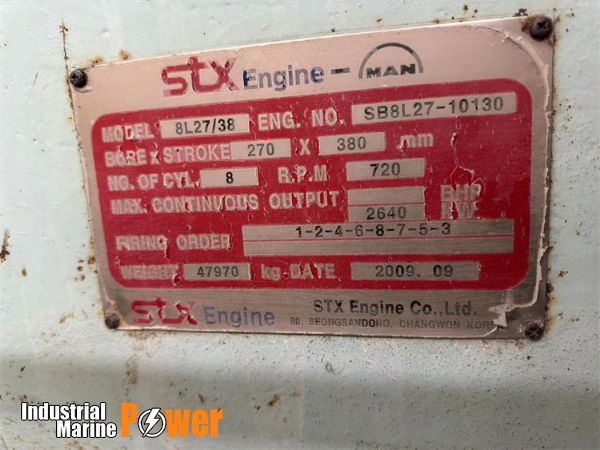 STX Engine - MAN
MODEL 8L27/38 ENG. NO. SB8L27-10130
BORE x STROKE 270 X 380 mm
NO. OF CYL. 8 R.P.M 720
MAX. CONTINUOUS OUTPUT BHP
2640 KW
FIRING ORDER 1-2-4-6-8-7-5-3
WEIGHT 47970 kg-DATE 2009. 09
STX Engine STX Engine Co.,Ltd.
80, SEONGSANDONG, CHANGWON KOREA
Industrial
Marine Power